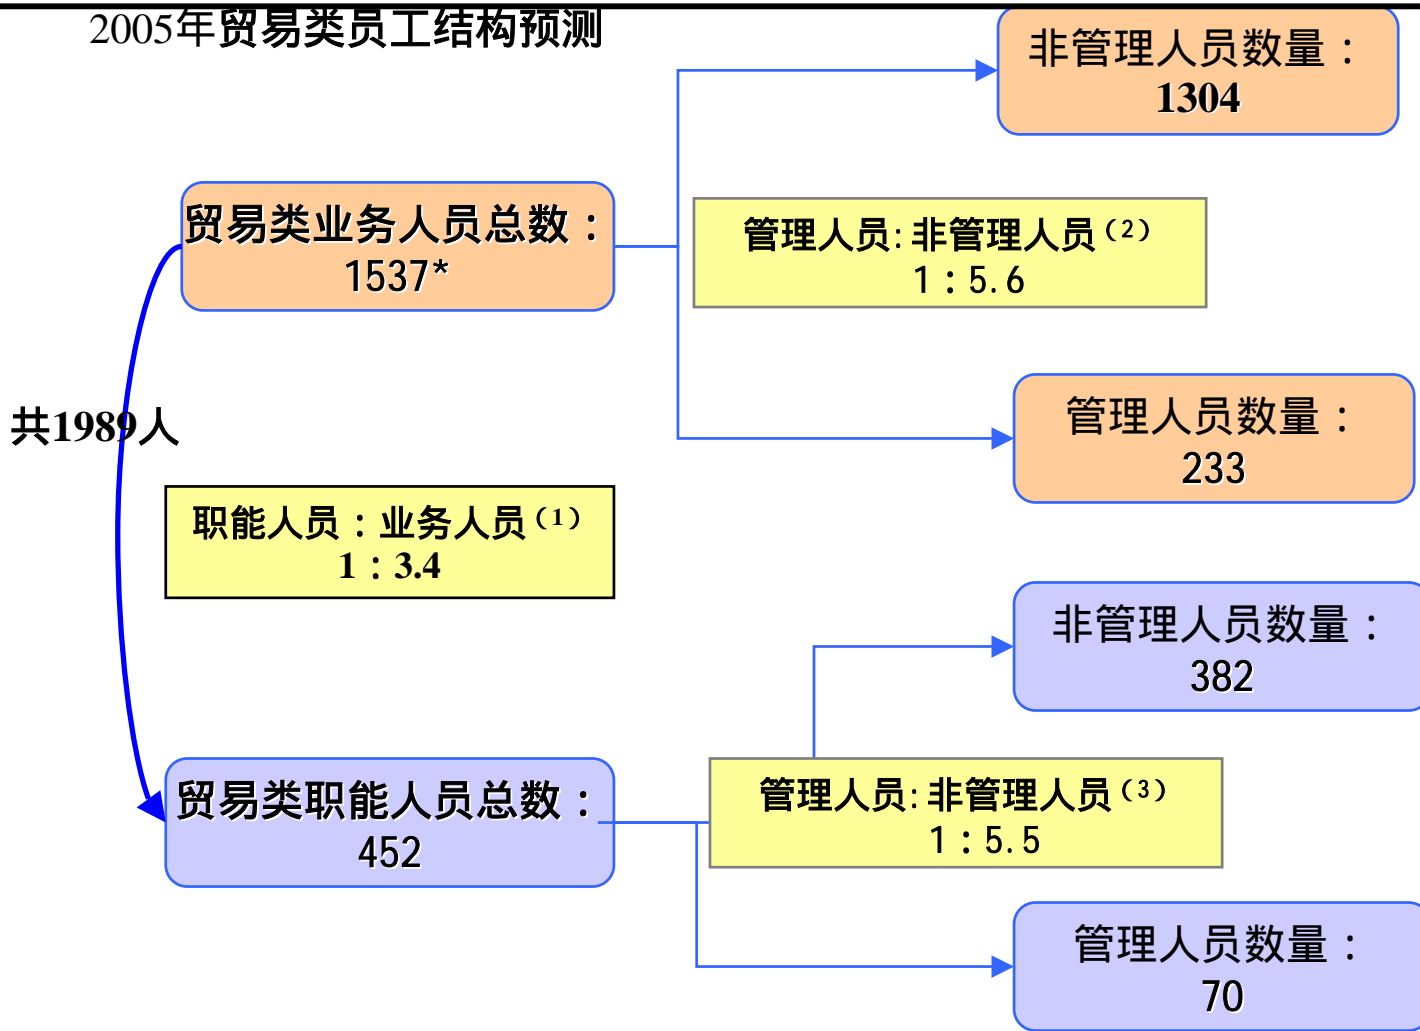 2005年贸易类员工结构预测
非管理人员数量：
1304
贸易类业务人员总数：
1537*
管理人员:非管理人员（2）
1：5.6
管理人员数量：
233
共1989人
职能人员：业务人员（1）
1：3.4
非管理人员数量：
382
贸易类职能人员总数：
452
管理人员:非管理人员（3）
1：5.5
管理人员数量：
70